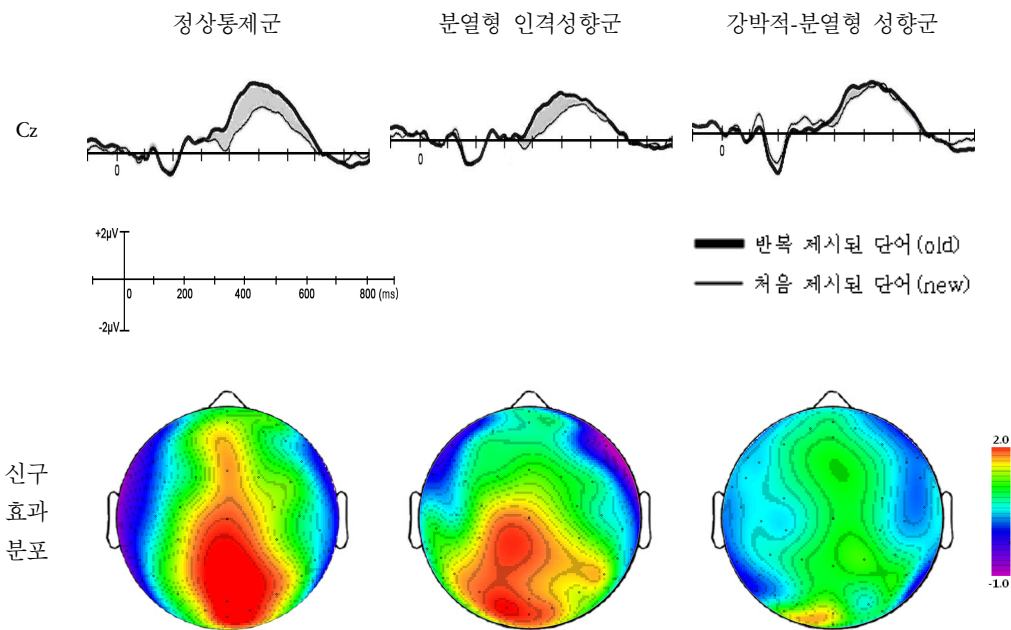 정상통제군 분열형 인격성향군 강박적-분열형 성향군
Cz
0 0 0
+2μV
0 200 400 600 800 (ms)
-2μV
반복 제시된 단어(old)
처음 제시된 단어(new)
신구
효과
분포
2.0
-1.0